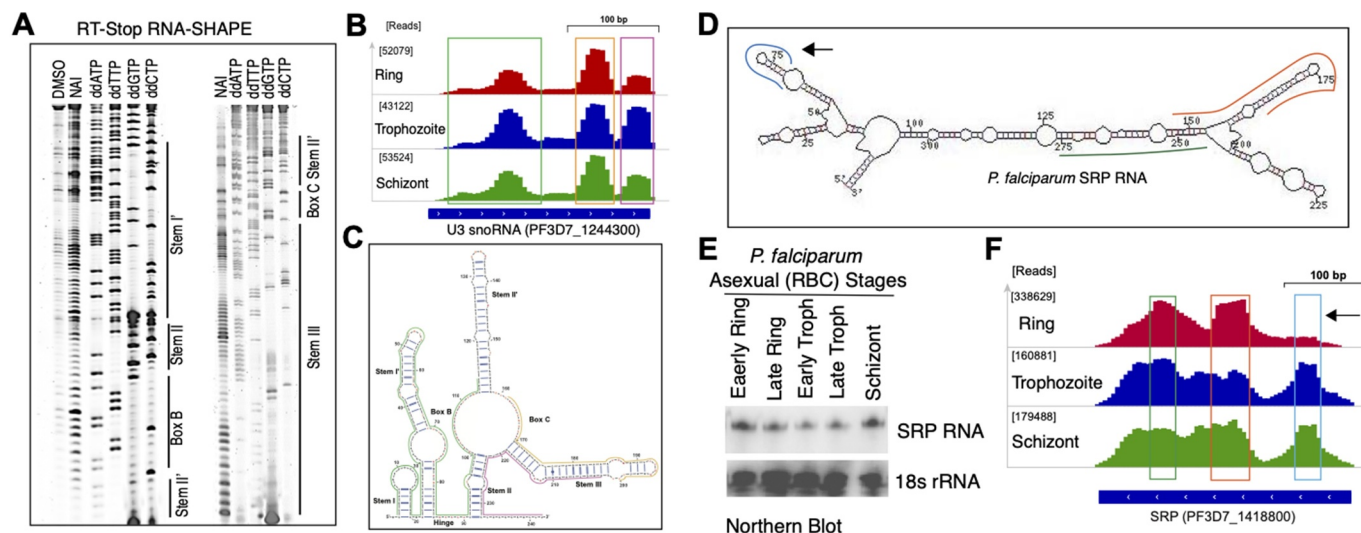 A
RT-Stop RNA-SHAPE
DMSO
NAI
ddATP
ddTTP
ddGTP
ddCTP
Stem I'
Stem II
Box B
Stem II'
NAI
ddATP
ddTTP
ddGTP
ddCTP
Stem II'
Box C
Stem III
B
100 bp
[Reads]
[52079]
Ring
[43122]
Trophozoite
[53524]
Schizont
U3 snoRNA (PF3D7_1244300)
C
Stem II'
Stem I'
Box B
Box C
Stem I
Stem II
Stem III
Hinge
D
75
50
25
100
300
125
275
150
250
175
200
225
5'
3'
P. falciparum SRP RNA
E
P. falciparum
Asexual (RBC) Stages
Eaerly Ring
Late Ring
Early Troph
Late Troph
Schizont
SRP RNA
18s rRNA
Northern Blot
F
[Reads]
100 bp
[338629]
Ring
[160881]
Trophozoite
[179488]
Schizont
SRP (PF3D7_1418800)